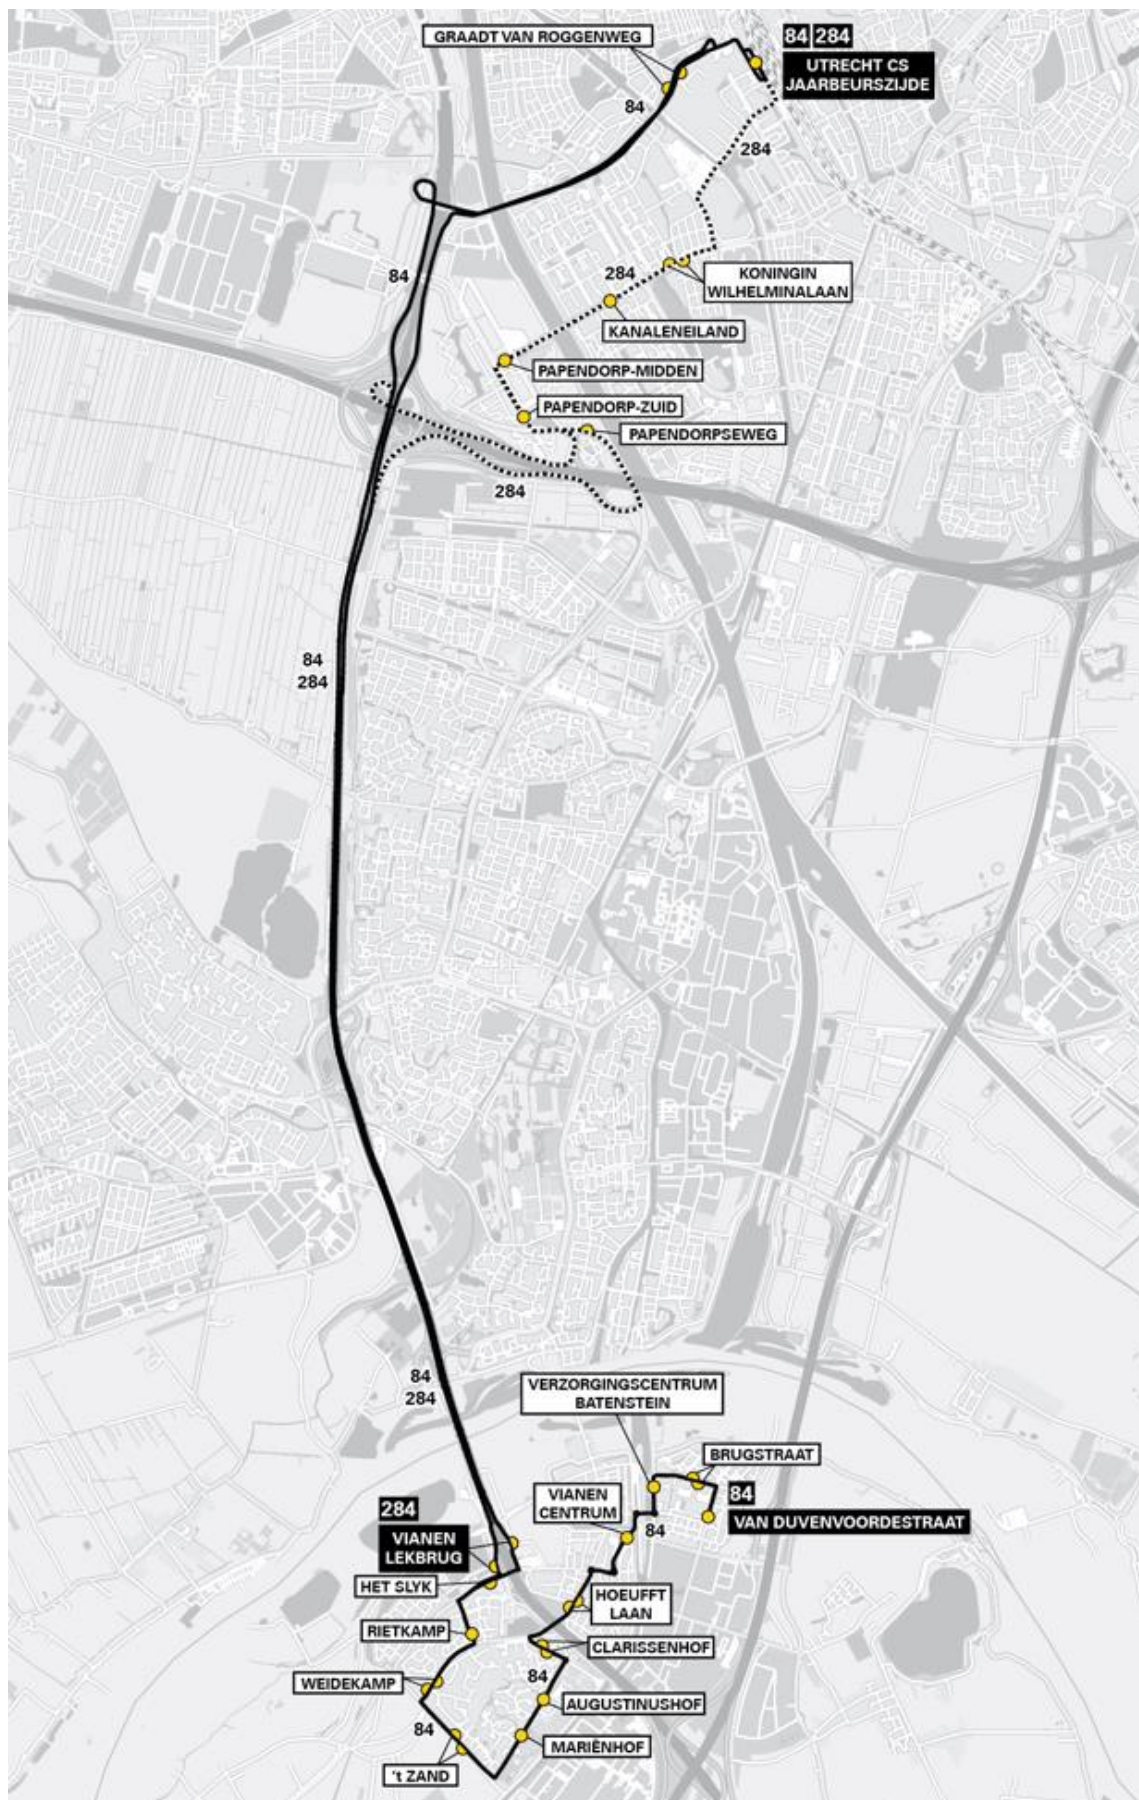 GRAADT VAN ROGGENWEG
84 284
UTRECHT CS
JAARBEURSZIJDE
84
284
84
284
KONINGIN
WILHELMINALAAN
KANALENEILAND
PAPENDORP-MIDDEN
PAPENDORP-ZUID
PAPENDORPSEWEG
284
84
284
84
284
VERZORGINGSCENTRUM
BATENSTEIN
BRUGSTRAAT
84
VAN DUVENVOORDESTRAAT
VIANEN
CENTRUM
84
284
VIANEN
LEKBRUG
HET SLYK
HOEUFFT
LAAN
RIETKAMP
CLARISSENHOF
WEIDEKAMP
84
AUGUSTINUSHOF
84
MARIËNHOF
't ZAND